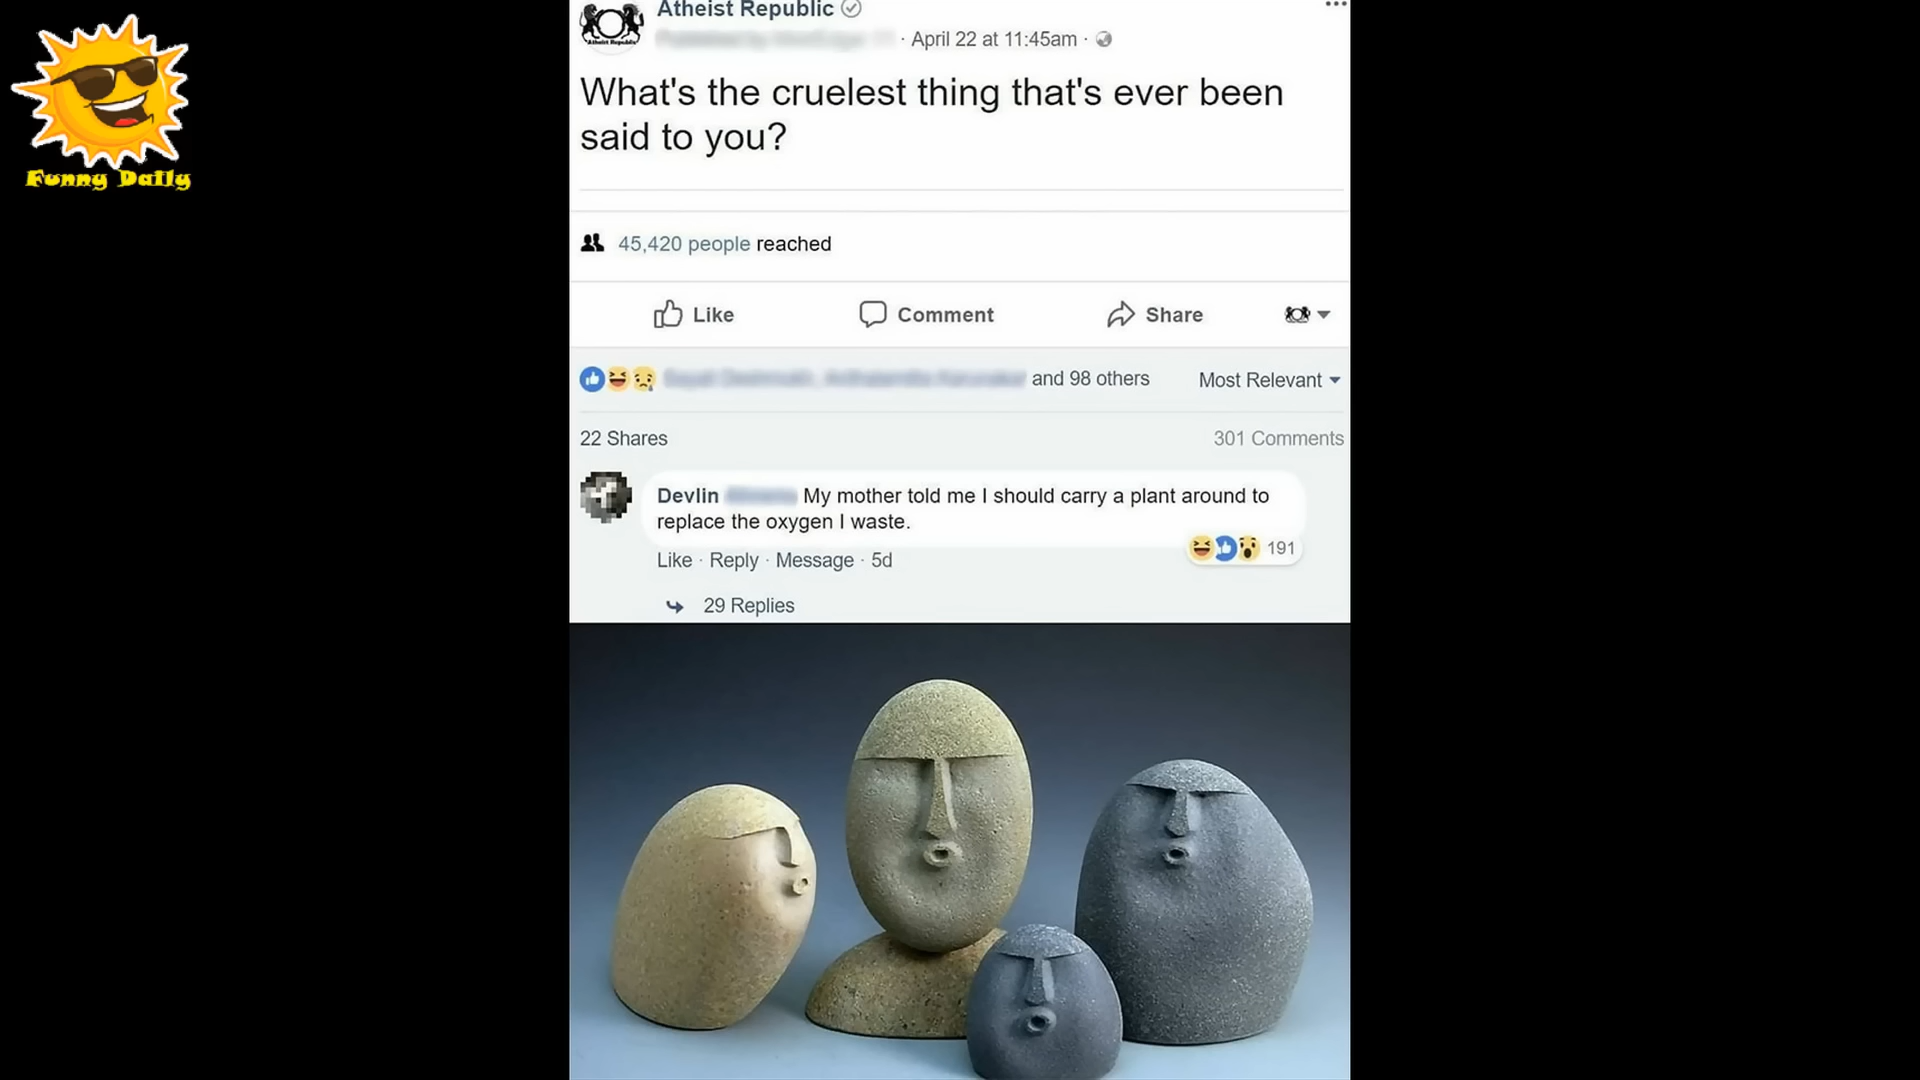 Atheist Republic
· April 22 at 11:45am ·
What's the cruelest thing that's ever been
said to you?
45,420 people reached
Like
Comment
Share
and 98 others
Most Relevant
22 Shares
301 Comments
Devlin My mother told me I should carry a plant around to
replace the oxygen I waste.
191
Like · Reply · Message · 5d
29 Replies
Funny Daily